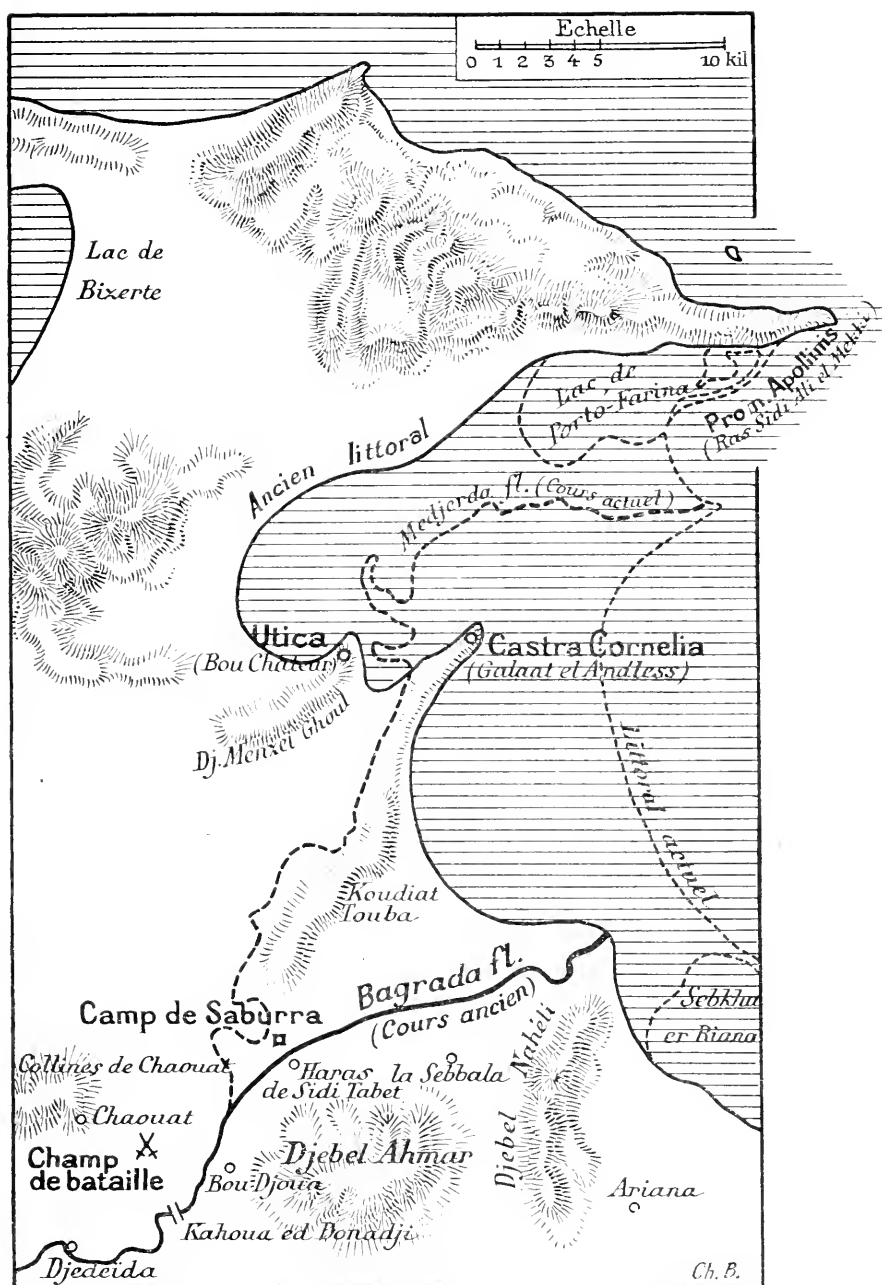 Echelle
0 1 2 3 4 5 10 kil
Lac de
Bizerte
Lac de
Porto-Farina
Prom. Apollinis
(Ras Sidi Ali el Mekki)
Ancien littoral
Medjerda fl. (Cours actuel)
Utica
(Bou Chateur)
Castra Cornelia
(Galaat el Andless)
Dj. Menzel Ghoul
Littoral actuel
Koudiat
Touba
Bagrada fl.
(Cours ancien)
Camp de Saburra
Sebkha
er Riana
Collines de Chaouat
Haras
de Sidi Tabet
la Sebbala
Djebel Nahéli
Chaouat
Champ
de bataille
Djebel Ahmar
Bou-Djoua
Ariana
Kahoua ed Donadji
Djedeïda
Ch. B.